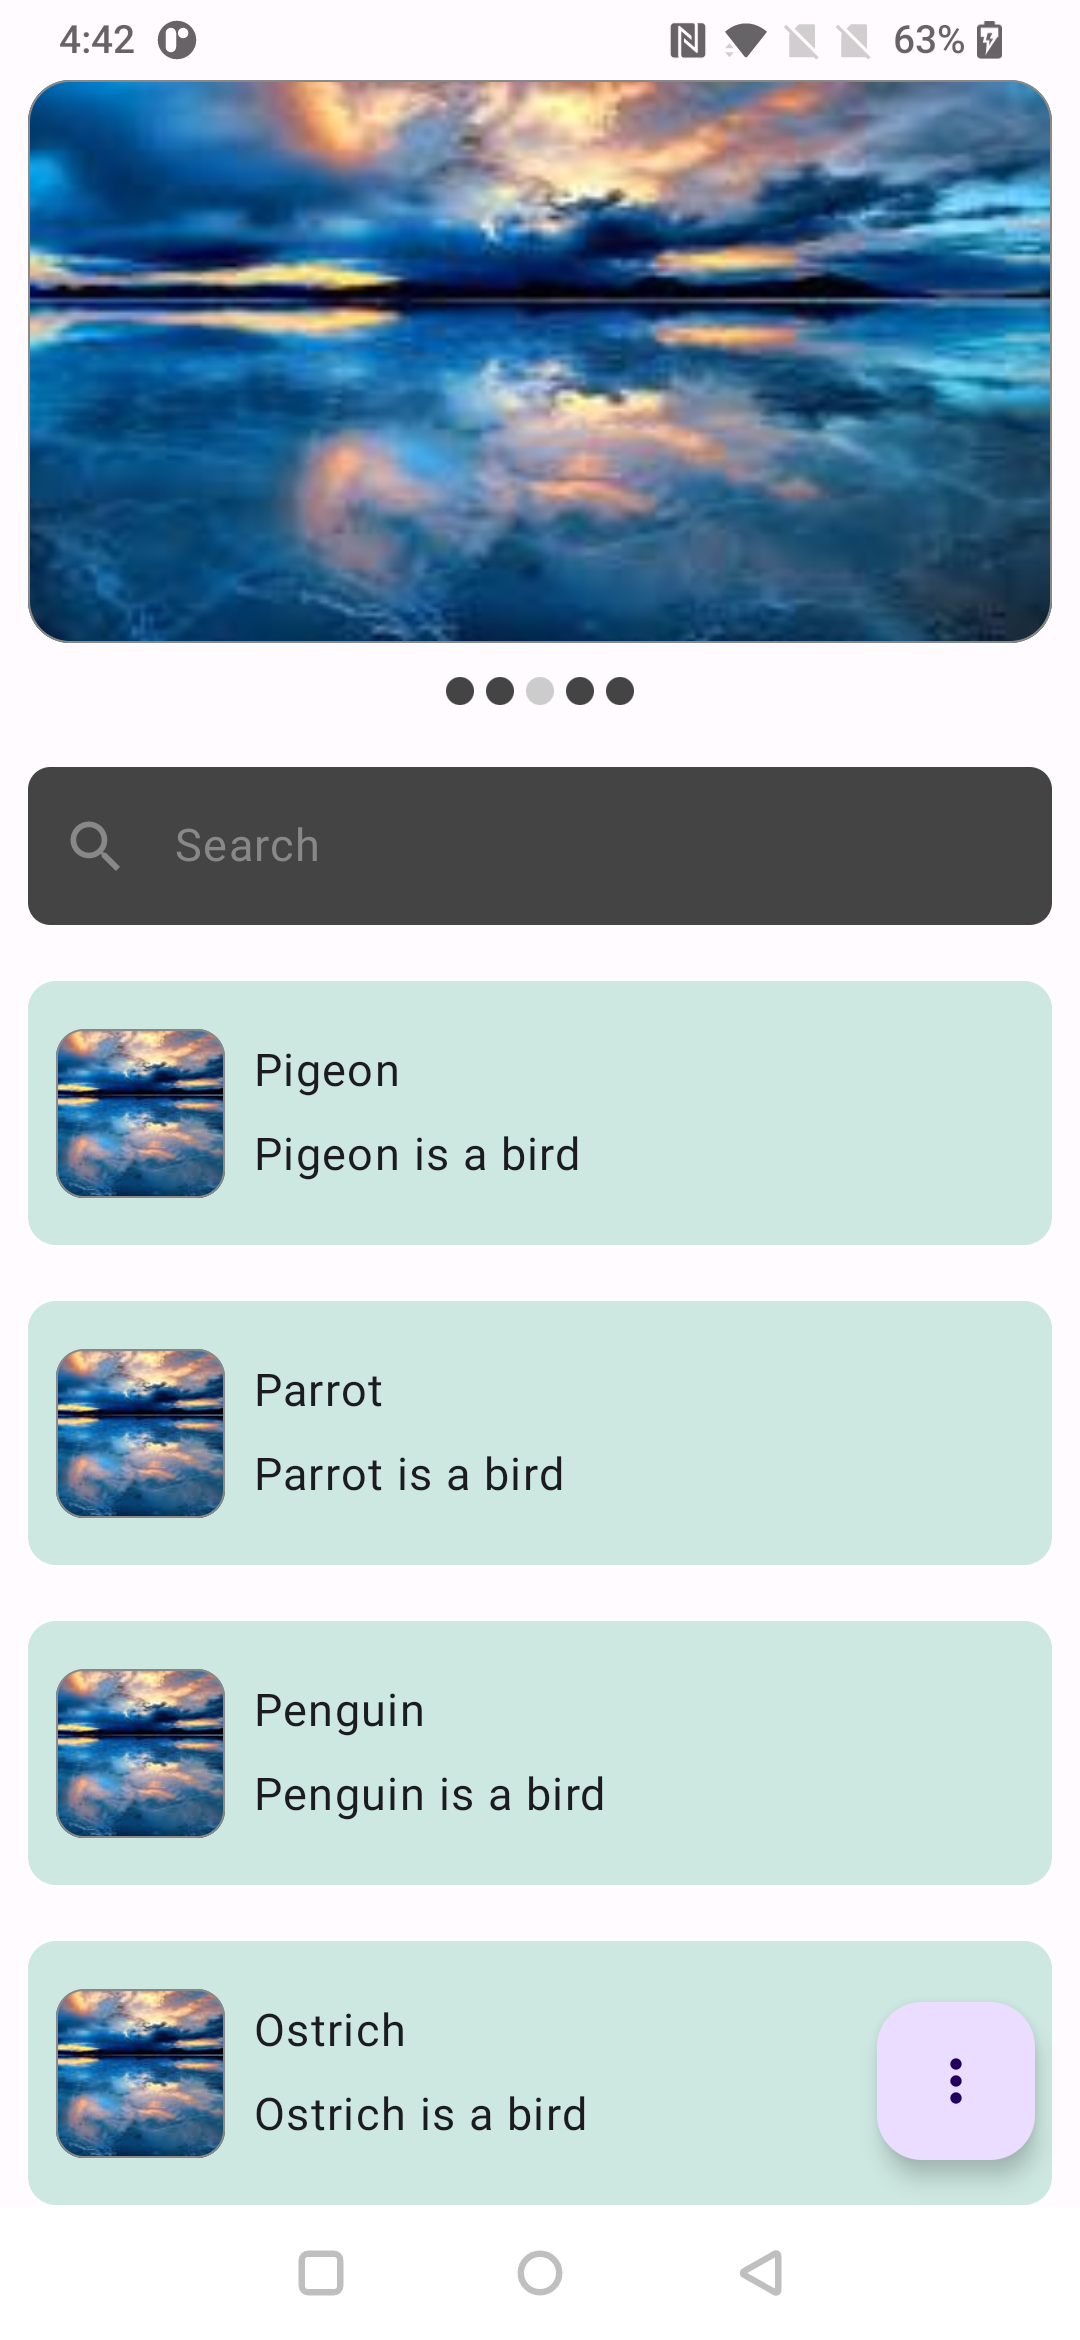 4:42
63%
Search
Pigeon
Pigeon is a bird
Parrot
Parrot is a bird
Penguin
Penguin is a bird
Ostrich
Ostrich is a bird